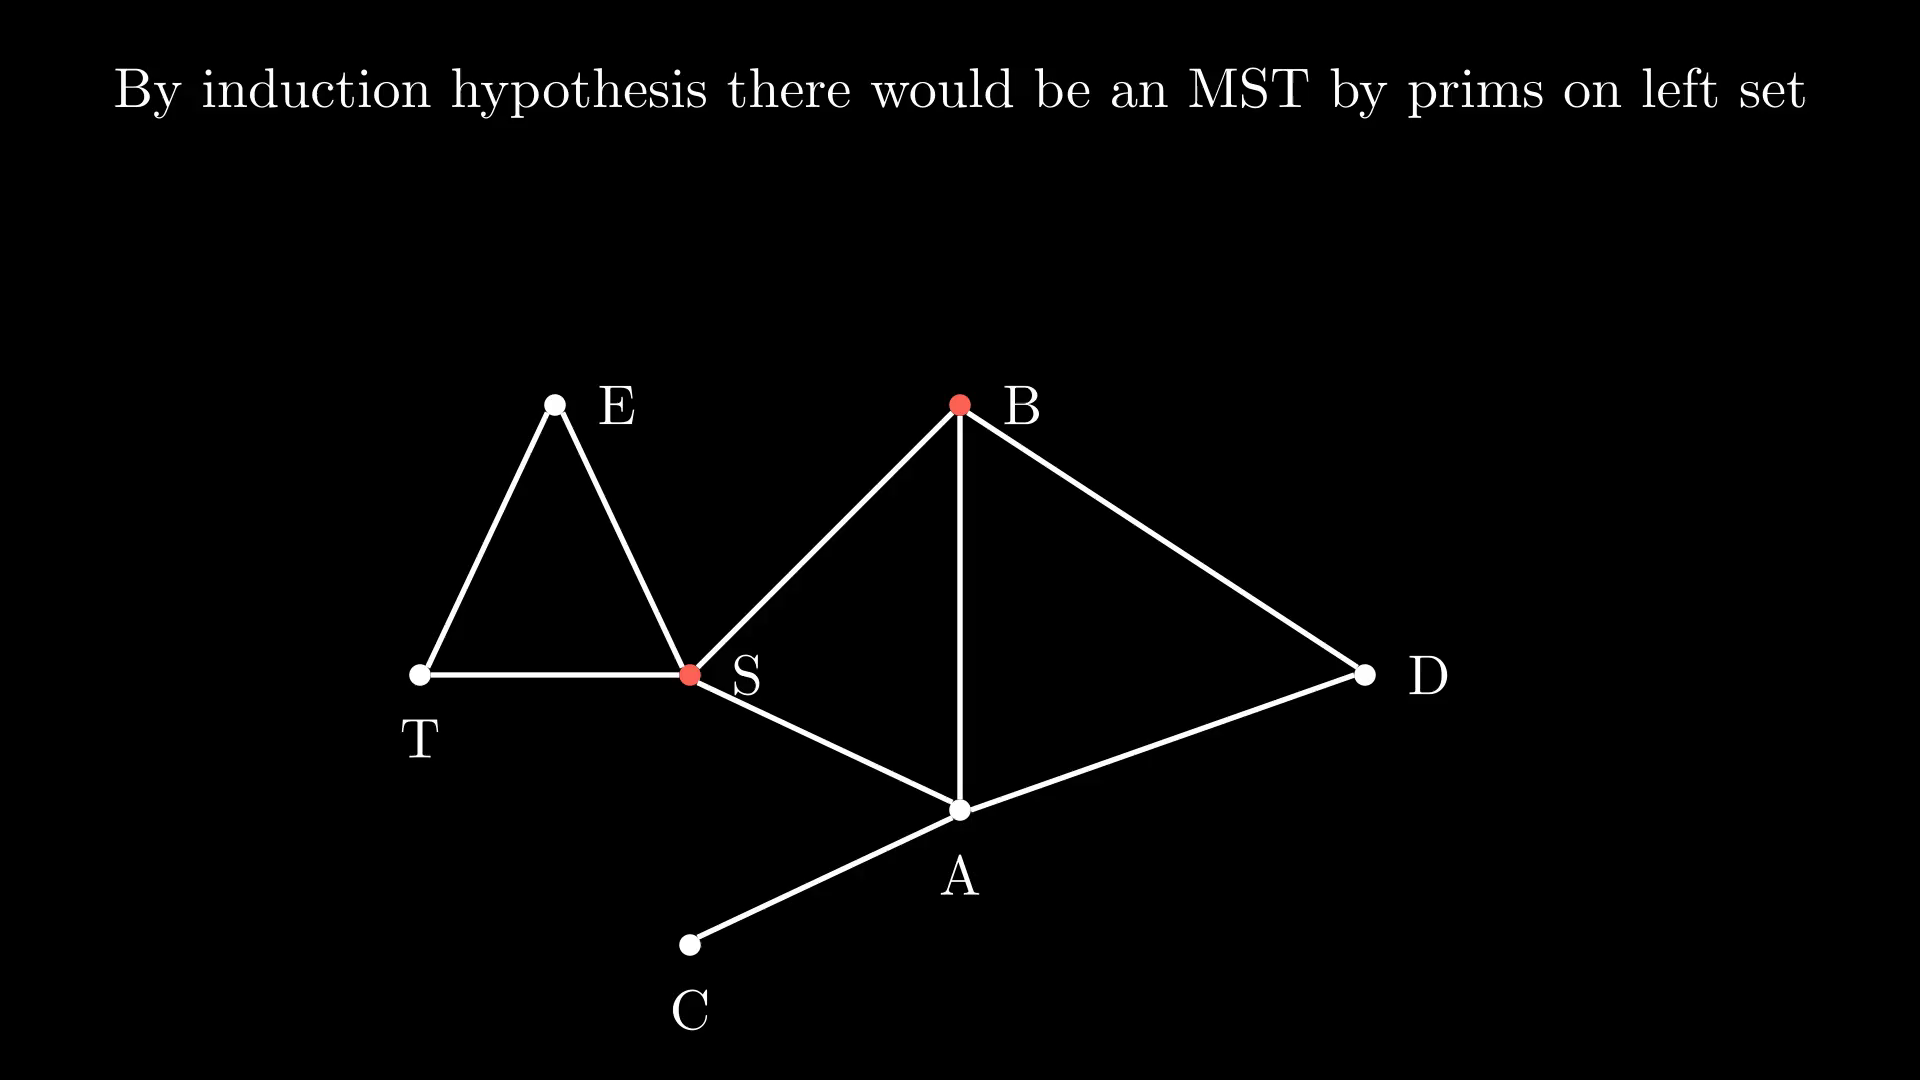 By induction hypothesis there would be an MST by prims on left set
E
B
S
D
T
A
C